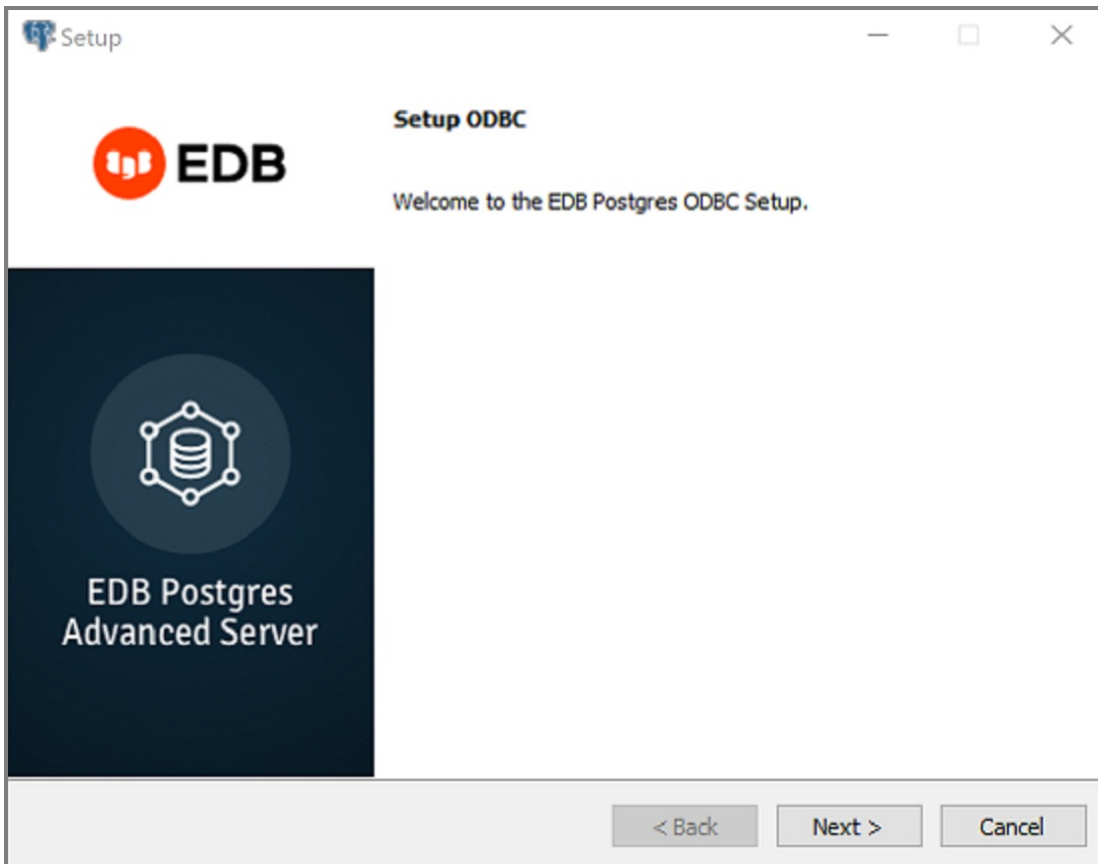 Setup
EDB
Setup ODBC
Welcome to the EDB Postgres ODBC Setup.
EDB Postgres
Advanced Server
< Back
Next >
Cancel